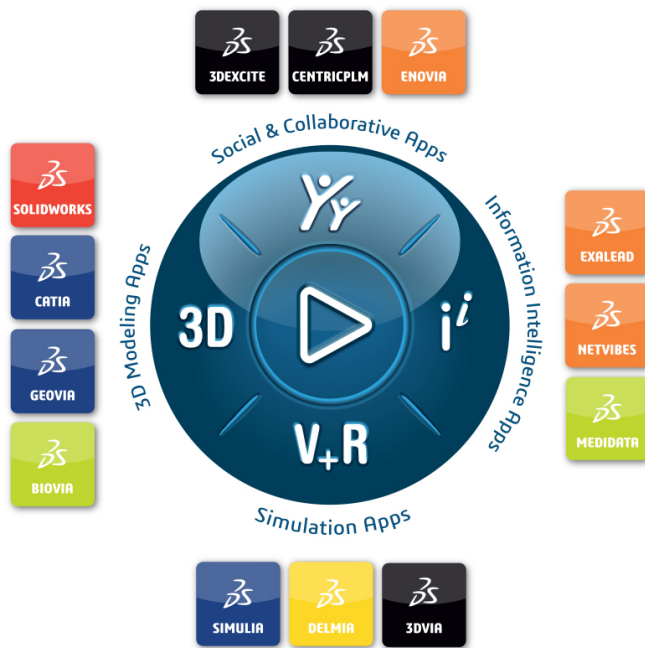 3DEXCITE
CENTRICPLM
ENOVIA
Social & Collaborative Apps
SOLIDWORKS
CATIA
GEOVIA
BIOVIA
3D Modeling Apps
3D
i i
V+R
Information Intelligence Apps
EXALEAD
NETVIBES
MEDIDATA
Simulation Apps
SIMULIA
DELMIA
3DVIA